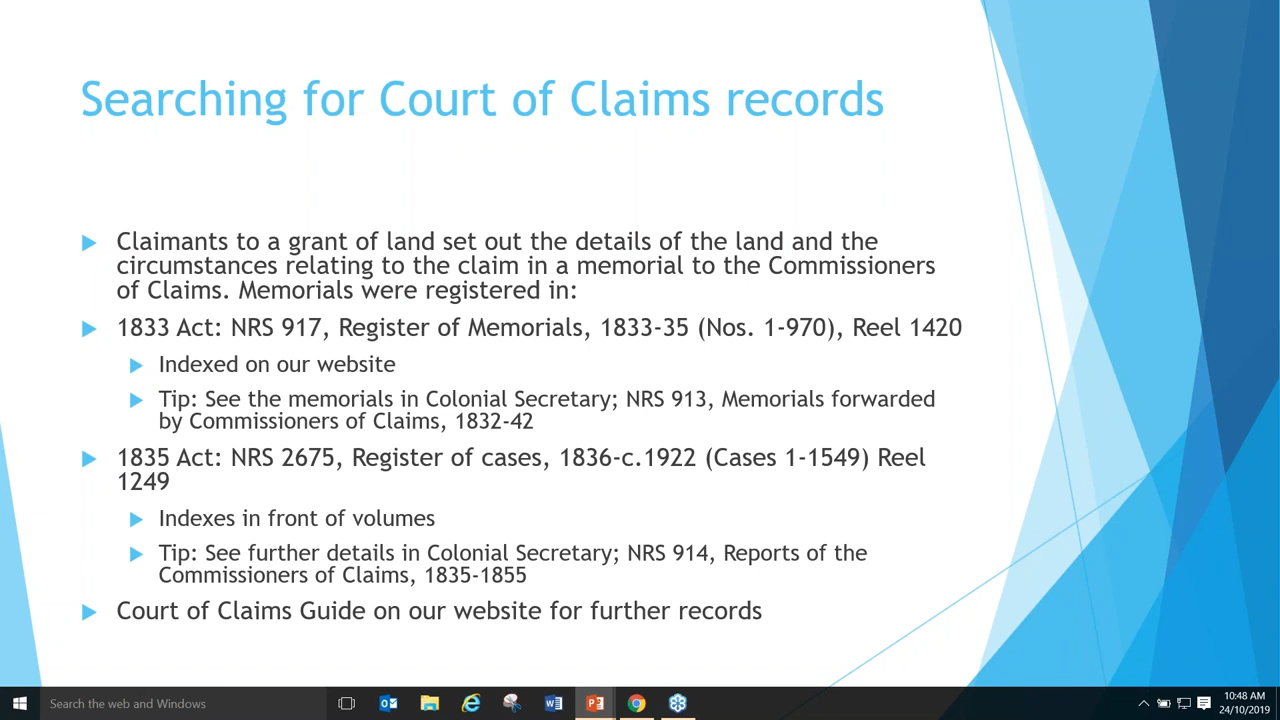 Searching for Court of Claims records
Claimants to a grant of land set out the details of the land and the
circumstances relating to the claim in a memorial to the Commissioners
of Claims. Memorials were registered in:
1833 Act: NRS 917, Register of Memorials, 1833-35 (Nos. 1-970), Reel 1420
Indexed on our website
Tip: See the memorials in Colonial Secretary; NRS 913, Memorials forwarded
by Commissioners of Claims, 1832-42
1835 Act: NRS 2675, Register of cases, 1836-c.1922 (Cases 1-1549) Reel
1249
Indexes in front of volumes
Tip: See further details in Colonial Secretary; NRS 914, Reports of the
Commissioners of Claims, 1835-1855
Court of Claims Guide on our website for further records
Search the web and Windows
10:48 AM
24/10/2019